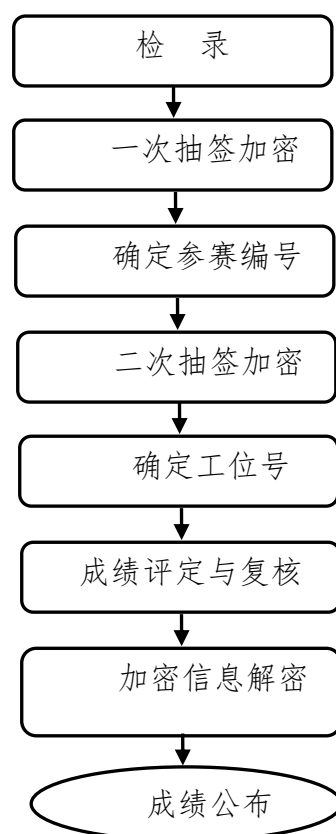 检 录
一次抽签加密
确定参赛编号
二次抽签加密
确定工位号
成绩评定与复核
加密信息解密
成绩公布